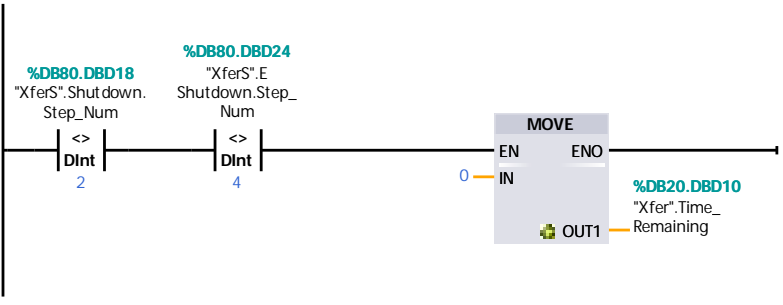 %DB80.DBD18
"XferS".Shutdown.
Step_Num
<>
DInt
2
%DB80.DBD24
"XferS".E
Shutdown.Step_
Num
<>
DInt
4
MOVE
EN
ENO
0
IN
OUT1
%DB20.DBD10
"Xfer".Time_
Remaining